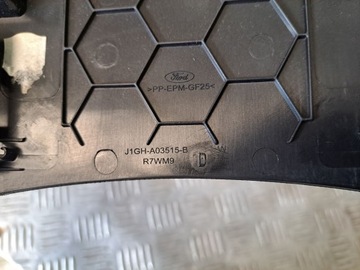 Ford
>PP-EPM-GF25<
J1GH-A03515-B
R7WM9
D